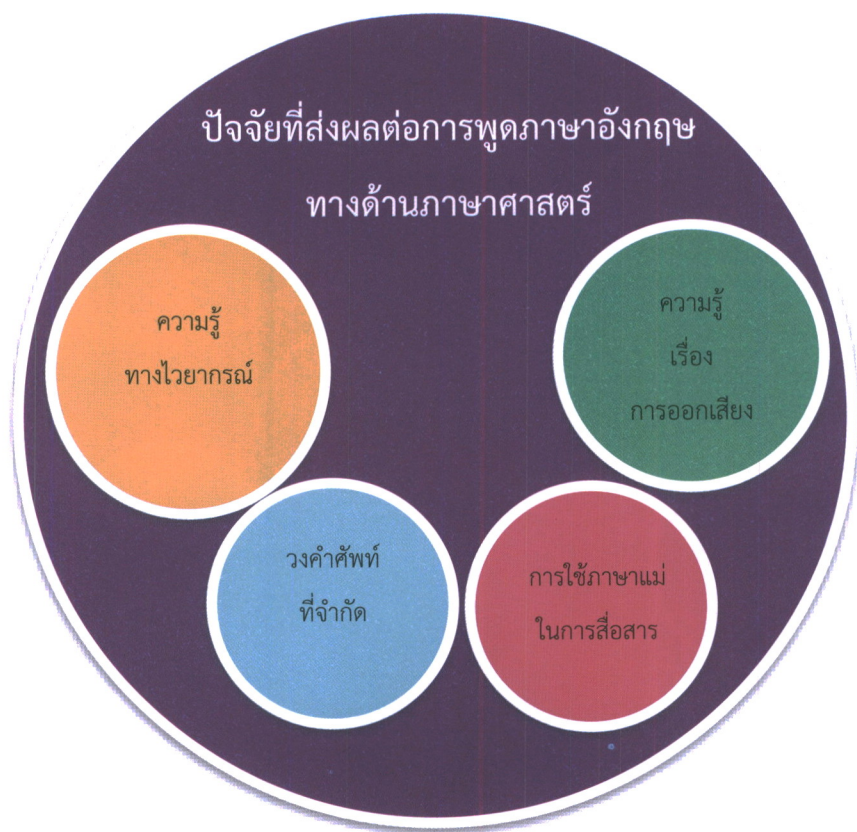 ปัจจัยที่ส่งผลต่อการพูดภาษาอังกฤษ
ทางด้านภาษาศาสตร์
ความรู้
ทางไวยากรณ์
วงคำศัพท์
ที่จำกัด
การใช้ภาษาแม่
ในการสื่อสาร
ความรู้
เรื่อง
การออกเสียง